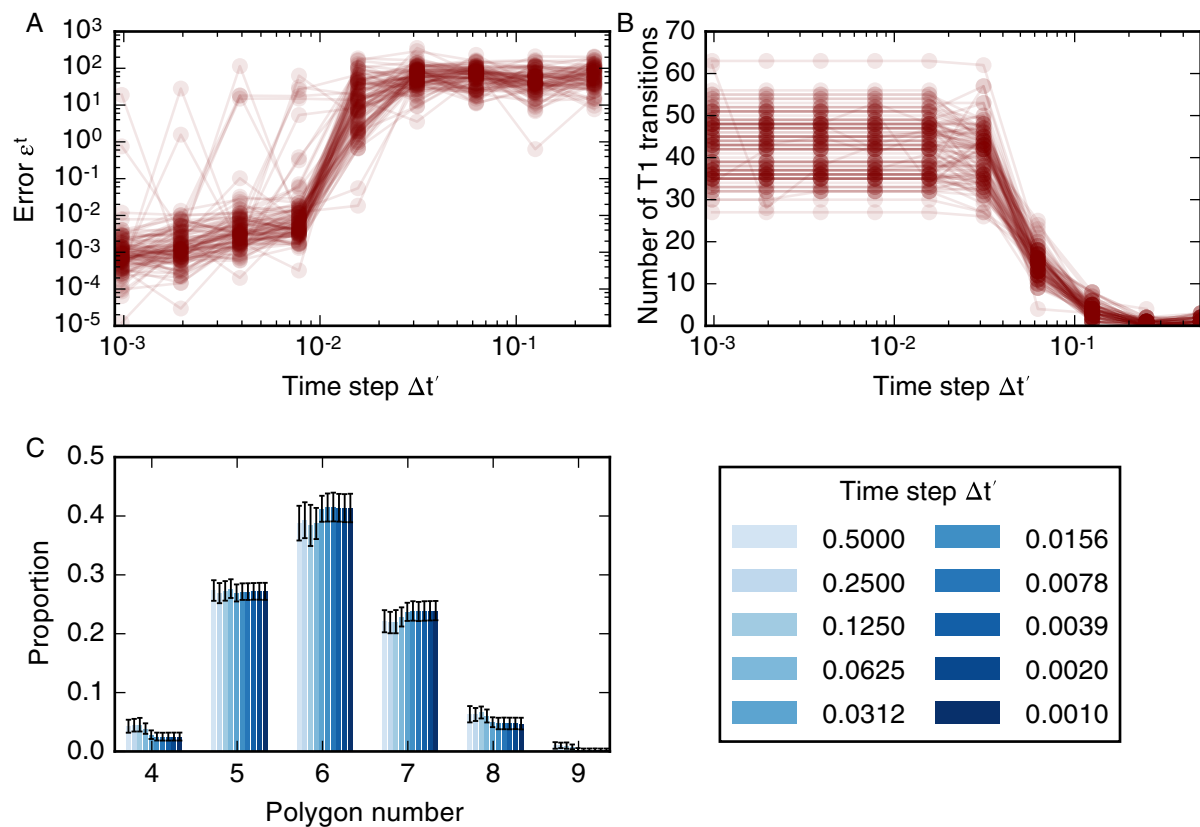 A
10³
10²
10¹
10⁰
10⁻¹
10⁻²
10⁻³
10⁻⁴
10⁻⁵
Error εᵗ
10⁻³ 10⁻² 10⁻¹
Time step Δt′
B
70
60
50
40
30
20
10
0
Number of T1 transitions
10⁻³ 10⁻² 10⁻¹
Time step Δt′
C
0.5
0.4
0.3
0.2
0.1
0.0
Proportion
4 5 6 7 8 9
Polygon number
Time step Δt′
0.5000 0.0156
0.2500 0.0078
0.1250 0.0039
0.0625 0.0020
0.0312 0.0010